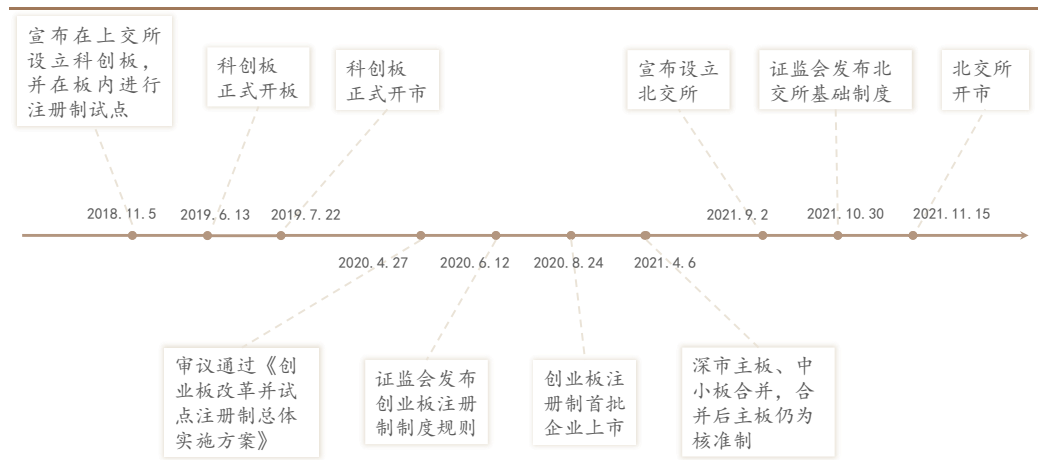 宣布在上交所
设立科创板，
并在板内进行
注册制试点
科创板
正式开板
科创板
正式开市
宣布设立
北交所
证监会发布北
交所基础制度
北交所
开市
2018.11.5
2019.6.13
2019.7.22
2021.9.2
2021.10.30
2021.11.15
2020.4.27
2020.6.12
2020.8.24
2021.4.6
审议通过《创
业板改革并试
点注册制总体
实施方案》
证监会发布
创业板注册
制制度规则
创业板注
册制首批
企业上市
深市主板、中
小板合并，合
并后主板仍为
核准制